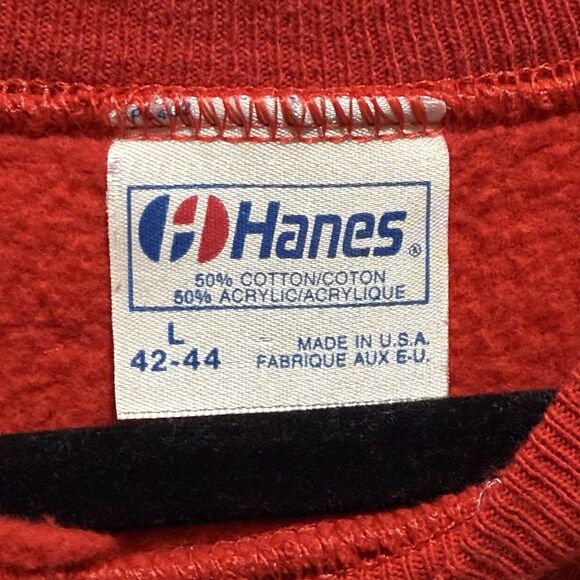 Hanes®
50% COTTON/COTON
50% ACRYLIC/ACRYLIQUE
L
42-44
MADE IN U.S.A.
FABRIQUE AUX E-U.